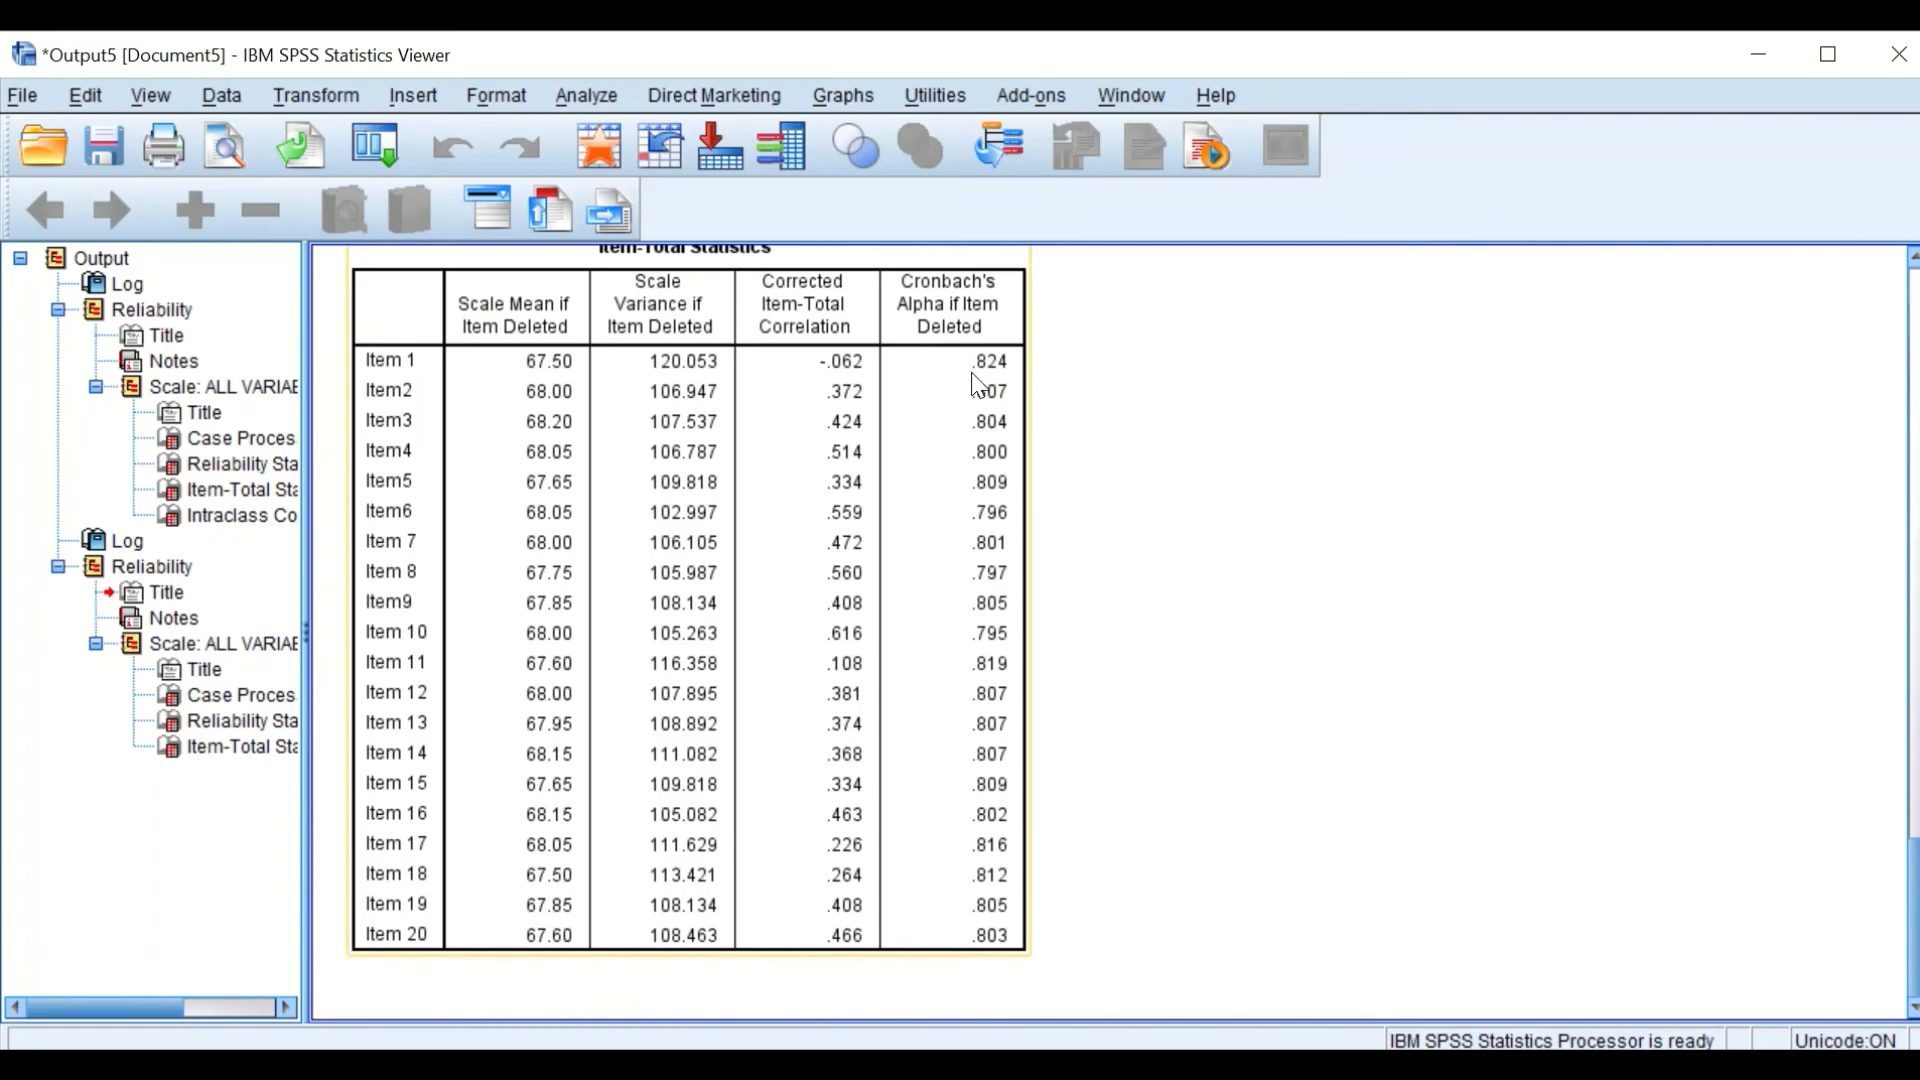 *Output5 [Document5] - IBM SPSS Statistics Viewer
File Edit View Data Transform Insert Format Analyze Direct Marketing Graphs Utilities Add-ons Window Help
Output
Log
Reliability
Title
Notes
Scale: ALL VARIAE
Title
Case Proces
Reliability Sta
Item-Total Sta
Intraclass Co
Log
Reliability
Title
Notes
Scale: ALL VARIAE
Title
Case Proces
Reliability Sta
Item-Total Sta
Item-Total Statistics
Scale Mean if Item Deleted
Scale Variance if Item Deleted
Corrected Item-Total Correlation
Cronbach's Alpha if Item Deleted
Item 1 67.50 120.053 -.062 .824
Item2 68.00 106.947 .372
Item3 68.20 107.537 .424 .804
Item4 68.05 106.787 .514 .800
Item5 67.65 109.818 .334 .809
Item6 68.05 102.997 .559 .796
Item 7 68.00 106.105 .472 .801
Item 8 67.75 105.987 .560 .797
Item9 67.85 108.134 .408 .805
Item 10 68.00 105.263 .616 .795
Item 11 67.60 116.358 .108 .819
Item 12 68.00 107.895 .381 .807
Item 13 67.95 108.892 .374 .807
Item 14 68.15 111.082 .368 .807
Item 15 67.65 109.818 .334 .809
Item 16 68.15 105.082 .463 .802
Item 17 68.05 111.629 .226 .816
Item 18 67.50 113.421 .264 .812
Item 19 67.85 108.134 .408 .805
Item 20 67.60 108.463 .466 .803
IBM SPSS Statistics Processor is ready Unicode:ON